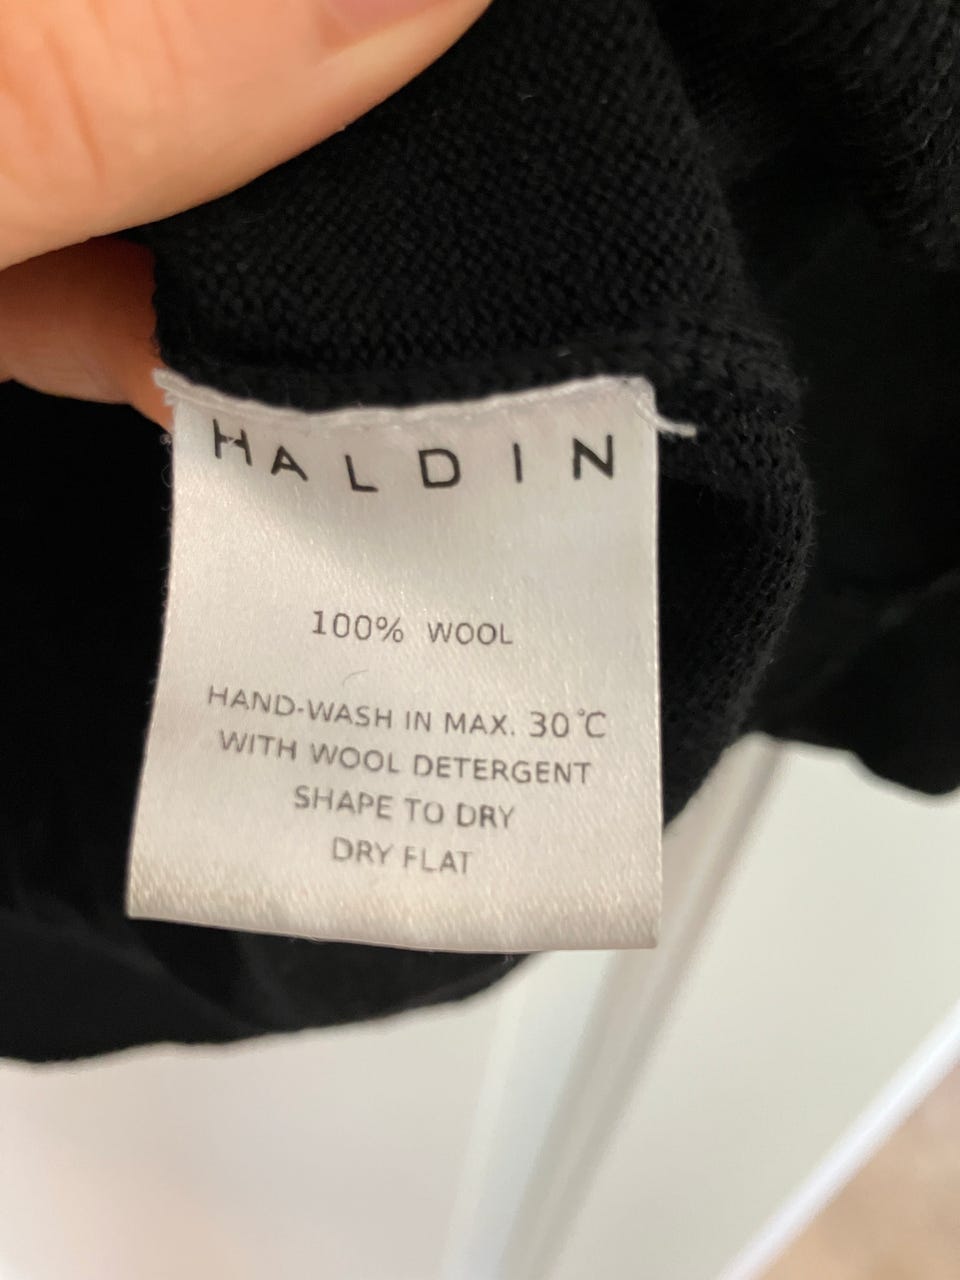 HALDIN
100% WOOL
HAND-WASH IN MAX. 30°C
WITH WOOL DETERGENT
SHAPE TO DRY
DRY FLAT